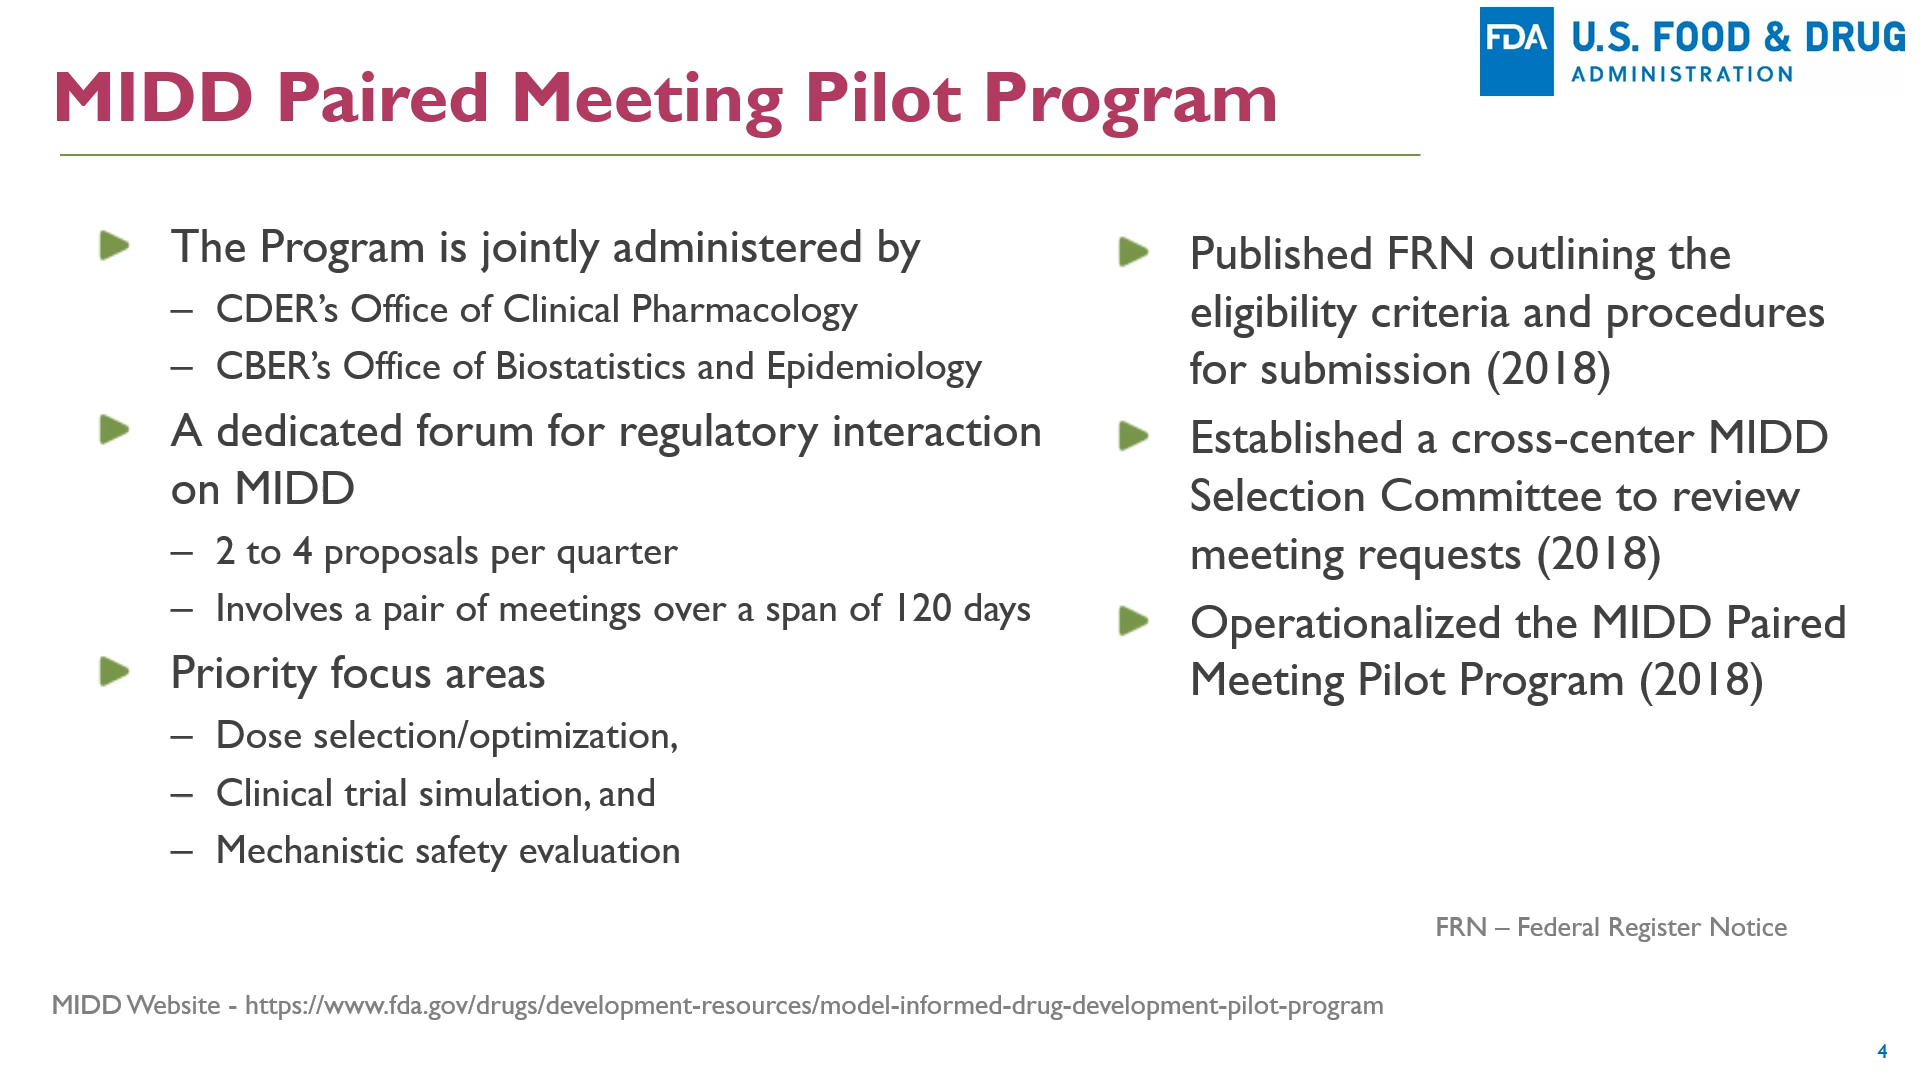 FDA U.S. FOOD & DRUG
ADMINISTRATION
MIDD Paired Meeting Pilot Program
The Program is jointly administered by
– CDER’s Office of Clinical Pharmacology
– CBER’s Office of Biostatistics and Epidemiology
A dedicated forum for regulatory interaction
on MIDD
– 2 to 4 proposals per quarter
– Involves a pair of meetings over a span of 120 days
Priority focus areas
– Dose selection/optimization,
– Clinical trial simulation, and
– Mechanistic safety evaluation
Published FRN outlining the
eligibility criteria and procedures
for submission (2018)
Established a cross-center MIDD
Selection Committee to review
meeting requests (2018)
Operationalized the MIDD Paired
Meeting Pilot Program (2018)
FRN – Federal Register Notice
MIDD Website - https://www.fda.gov/drugs/development-resources/model-informed-drug-development-pilot-program
4